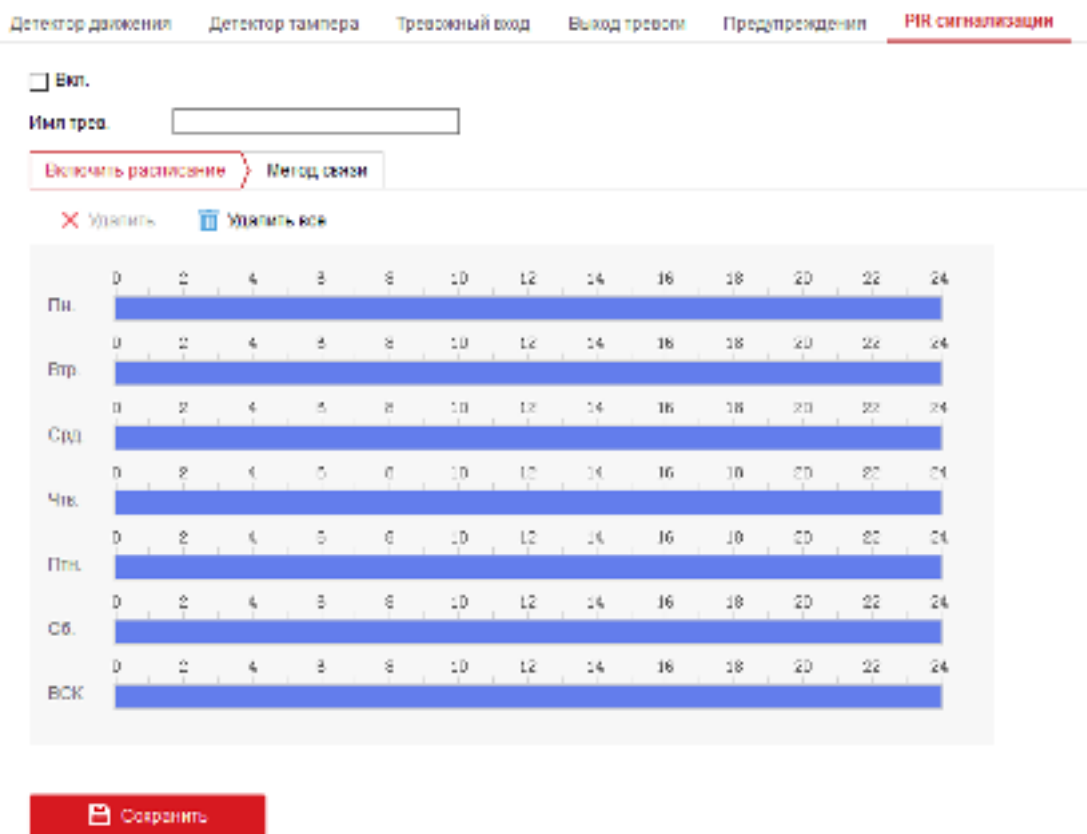 Детектор движения Детектор тампера Тревожный вход Выход тревоги Предупреждения PIR сигнализации
Вкл.
Имя трев.
Включить расписание Метод связи
Удалить Удалить все
0 2 4 6 8 10 12 14 16 18 20 22 24
Пн.
0 2 4 6 8 10 12 14 16 18 20 22 24
Втр.
0 2 4 6 8 10 12 14 16 18 20 22 24
Срд
0 2 4 6 8 10 12 14 16 18 20 22 24
Чтв.
0 2 4 6 8 10 12 14 16 18 20 22 24
Птн.
0 2 4 6 8 10 12 14 16 18 20 22 24
Сб.
0 2 4 6 8 10 12 14 16 18 20 22 24
ВСК
Сохранить